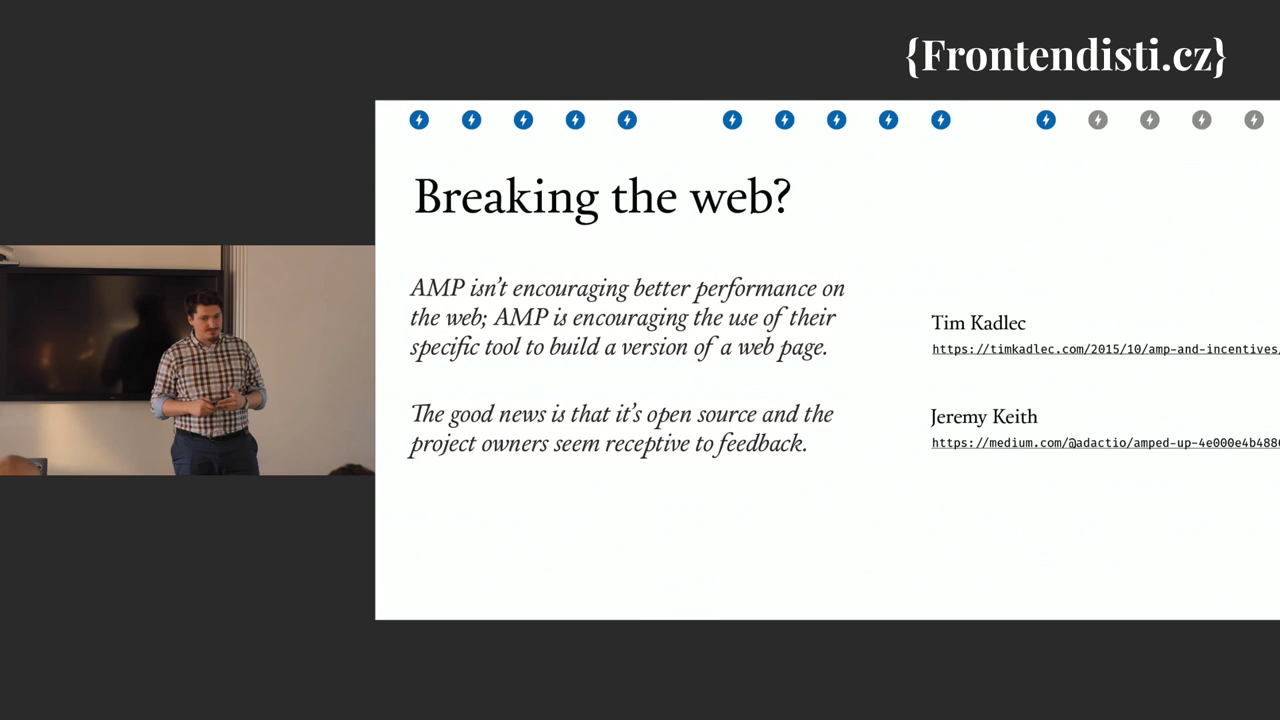 {Frontendisti.cz}
Breaking the web?
AMP isn't encouraging better performance on
the web; AMP is encouraging the use of their
specific tool to build a version of a web page.
The good news is that it's open source and the
project owners seem receptive to feedback.
Tim Kadlec
https://timkadlec.com/2015/10/amp-and-incentives/
Jeremy Keith
https://medium.com/@adactio/amped-up-4e000e4b488